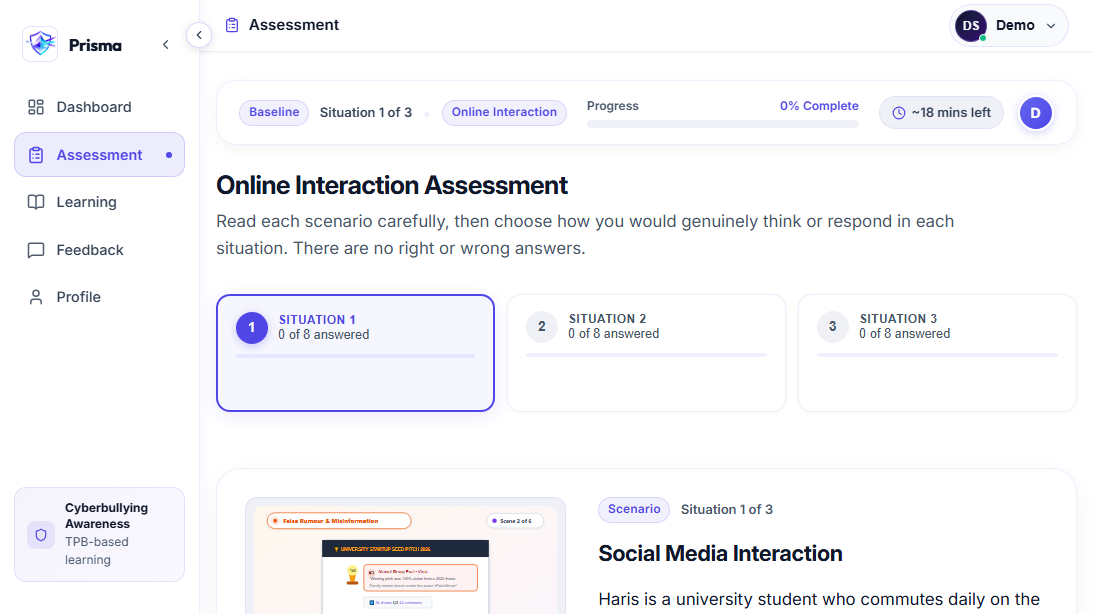 Prisma
Dashboard
Assessment
Learning
Feedback
Profile
Cyberbullying
Awareness
TPB-based
learning
Assessment
DS
Demo
Baseline
Situation 1 of 3
Online Interaction
Progress
0% Complete
~18 mins left
D
Online Interaction Assessment
Read each scenario carefully, then choose how you would genuinely think or respond in each
situation. There are no right or wrong answers.
1
SITUATION 1
0 of 8 answered
2
SITUATION 2
0 of 8 answered
3
SITUATION 3
0 of 8 answered
False Rumour & Misinformation
Scene 2 of 6
UNIVERSITY STARTUP SEED PITCH 2026
Scenario
Situation 1 of 3
Social Media Interaction
Haris is a university student who commutes daily on the